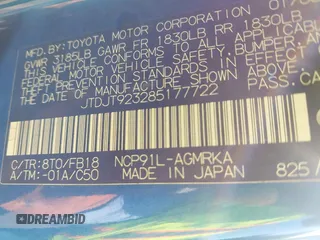 MFD.BY:TOYOTA MOTOR CORPORATION 01/
GVWR 3185LB GAWR FR 1830LB RR 1830LB
THIS VEHICLE CONFORMS TO ALL APPLICABLE
FEDERAL MOTOR VEHICLE SAFETY, BUMPER, AND
THEFT PREVENTION STANDARDS IN EFFECT ON
THE DATE OF MANUFACTURE SHOWN ABOVE.
JTDJT923285177722
C/TR:8T0/FB18 NCP91L-AGMRKA
A/TM:-01A/C50 MADE IN JAPAN 825/
DREAMBID